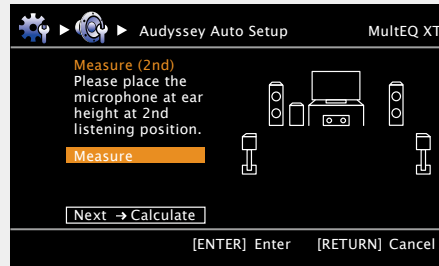 Audyssey Auto Setup MultEQ XT
Measure (2nd)
Please place the
microphone at ear
height at 2nd
listening position.
Measure
Next → Calculate
[ENTER] Enter [RETURN] Cancel